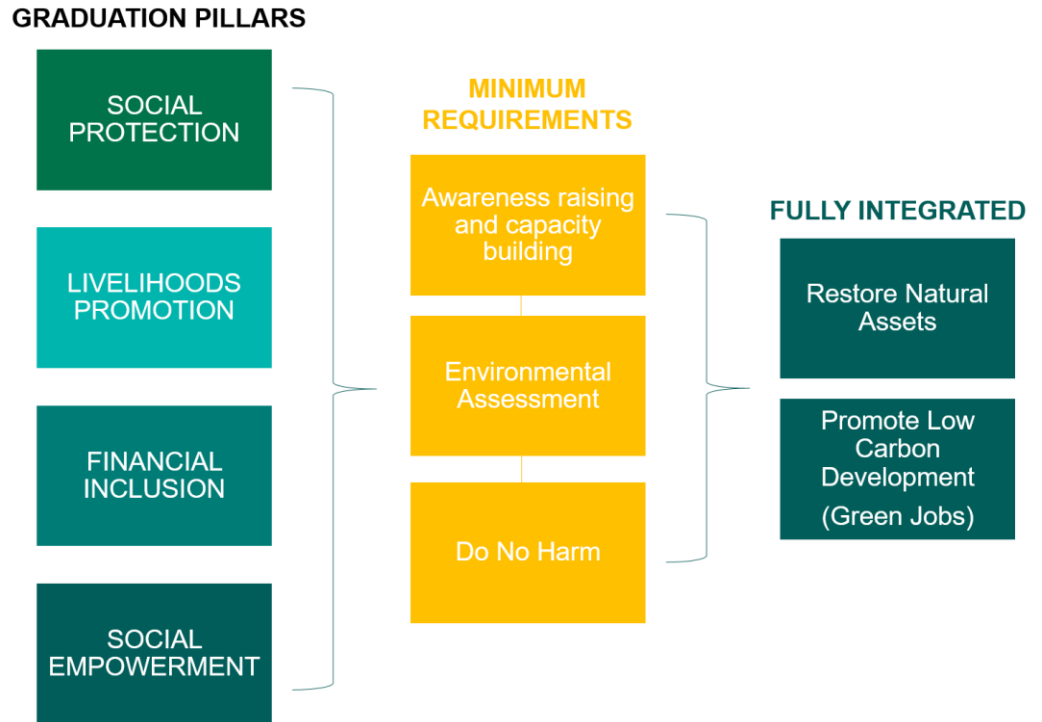 GRADUATION PILLARS
SOCIAL
PROTECTION
LIVELIHOODS
PROMOTION
FINANCIAL
INCLUSION
SOCIAL
EMPOWERMENT
MINIMUM
REQUIREMENTS
Awareness raising
and capacity
building
Environmental
Assessment
Do No Harm
FULLY INTEGRATED
Restore Natural
Assets
Promote Low
Carbon
Development
(Green Jobs)